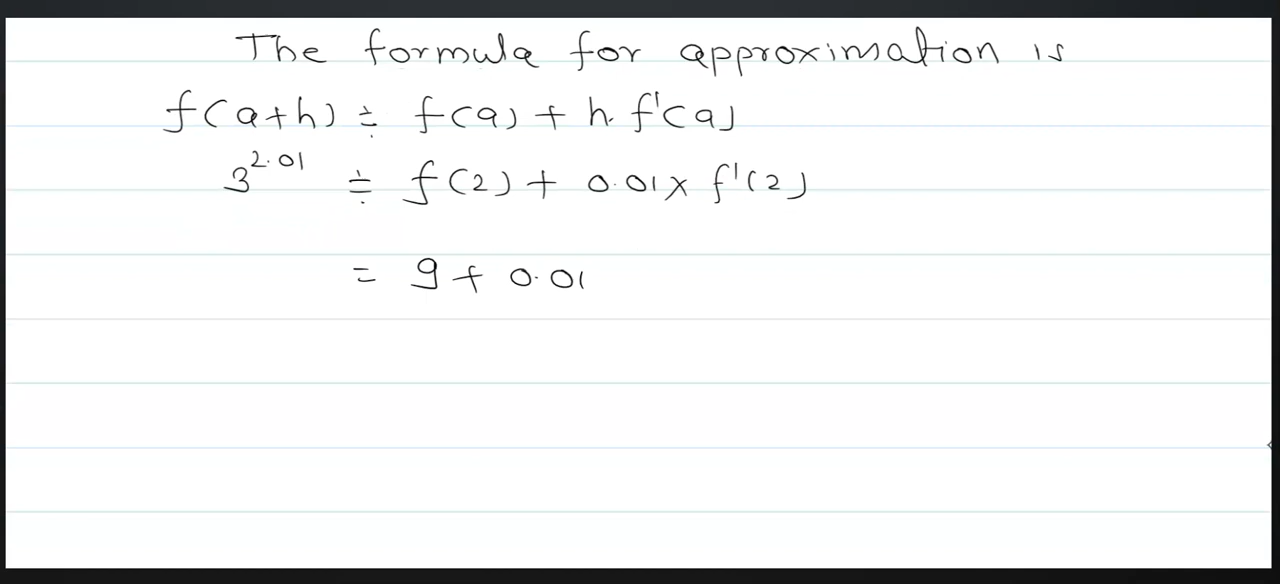 The formula for approximation is
f(a+h) ≑ f(a) + h. f'(a)
3^2.01 ≑ f(2) + 0.01 x f'(2)
= 9 + 0.01